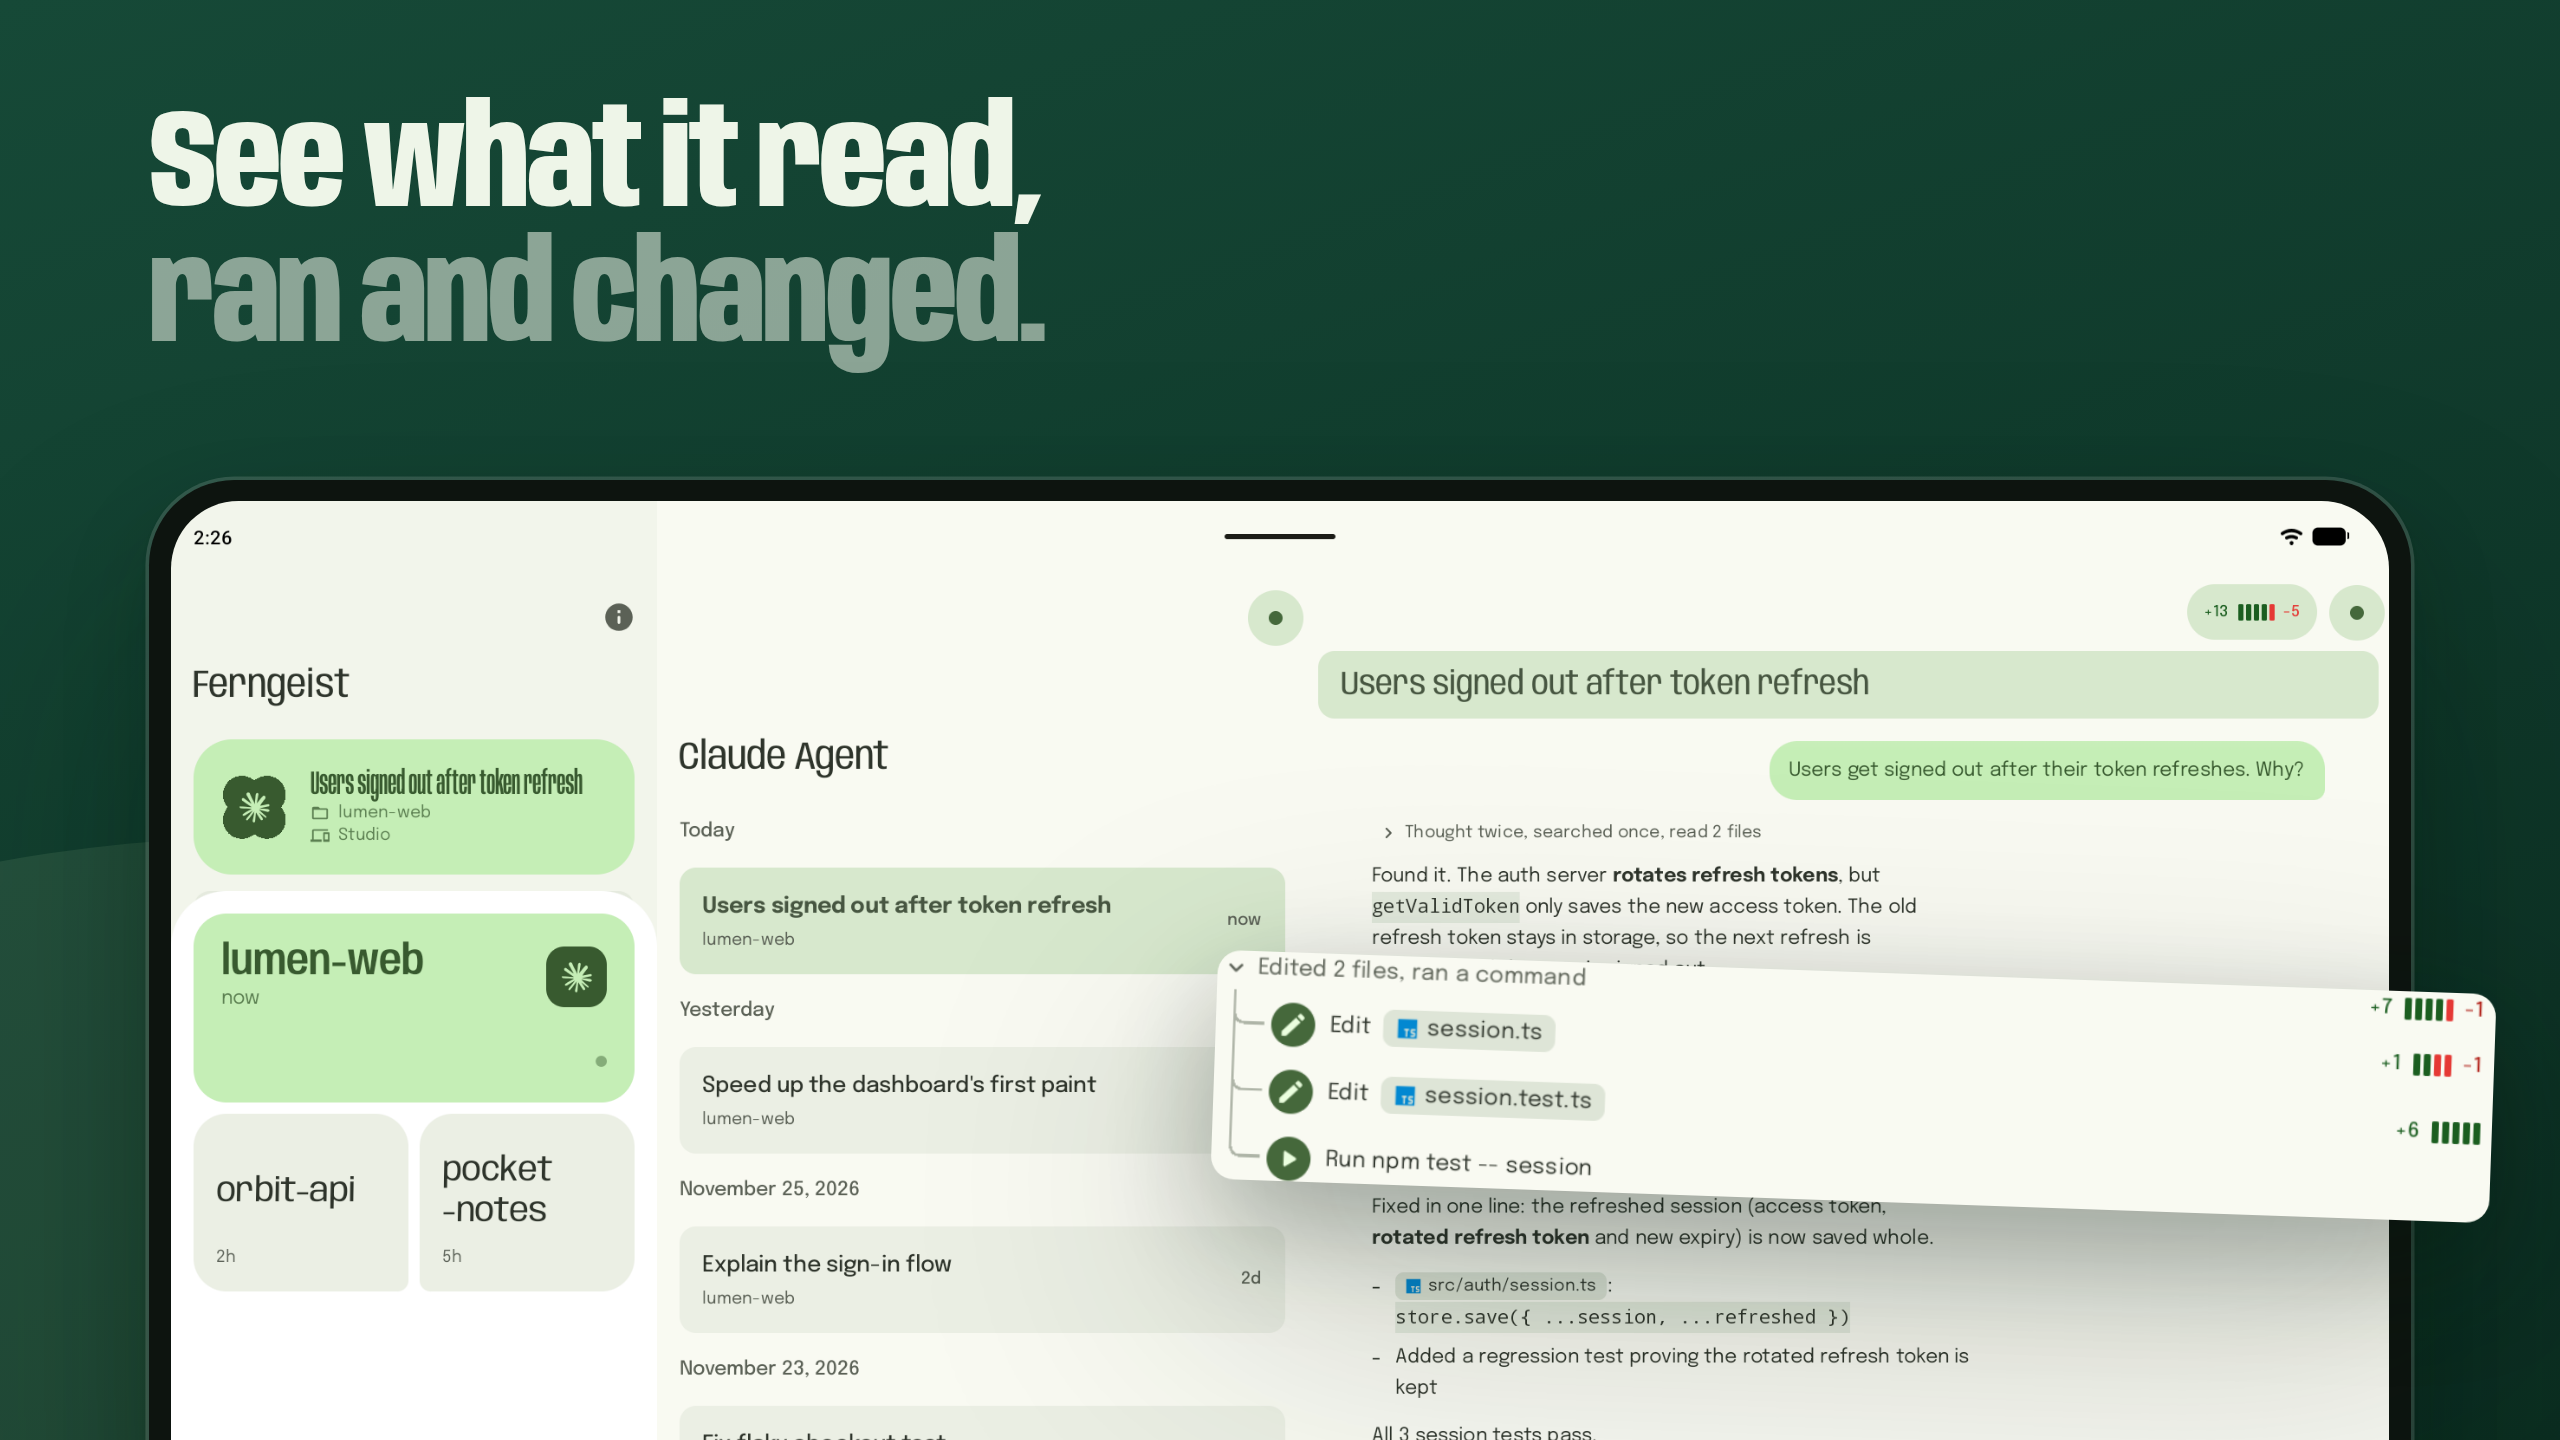 See what it read,
ran and changed.
2:26
Ferngeist
Users signed out after token refresh
lumen-web
Studio
lumen-web
now
orbit-api
2h
pocket
-notes
5h
Claude Agent
Today
Users signed out after token refresh
lumen-web
now
Yesterday
Speed up the dashboard's first paint
lumen-web
November 25, 2026
Explain the sign-in flow
lumen-web
2d
November 23, 2026
+13 -5
Users signed out after token refresh
Users get signed out after their token refreshes. Why?
Thought twice, searched once, read 2 files
Found it. The auth server rotates refresh tokens, but
getValidToken only saves the new access token. The old
refresh token stays in storage, so the next refresh is
Edited 2 files, ran a command
+7 -1
Edit TS session.ts
+1 -1
Edit TS session.test.ts
+6
Run npm test -- session
Fixed in one line: the refreshed session (access token,
rotated refresh token and new expiry) is now saved whole.
- TS src/auth/session.ts :
store.save({ ...session, ...refreshed })
- Added a regression test proving the rotated refresh token is
kept
All 3 session tests pass.